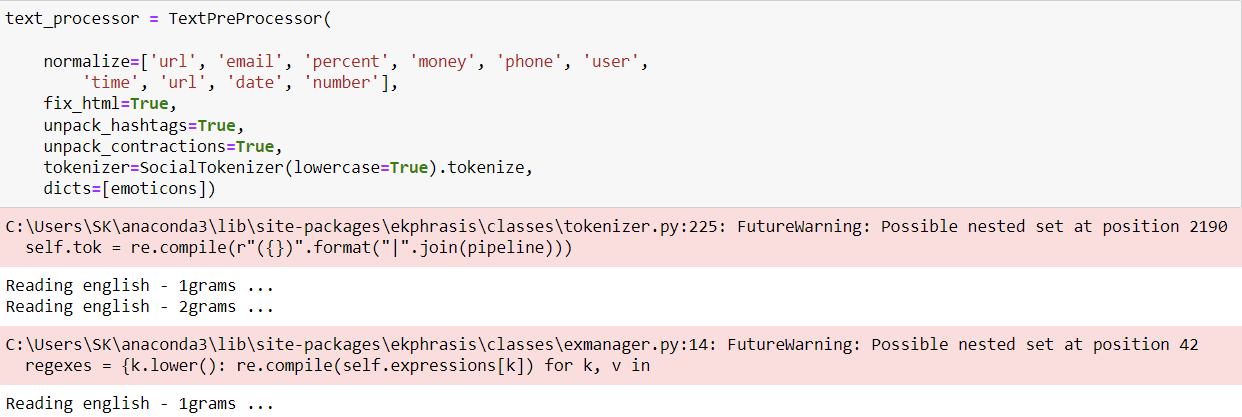 text_processor = TextPreProcessor(
normalize=['url', 'email', 'percent', 'money', 'phone', 'user',
'time', 'url', 'date', 'number'],
fix_html=True,
unpack_hashtags=True,
unpack_contractions=True,
tokenizer=SocialTokenizer(lowercase=True).tokenize,
dicts=[emoticons])
C:\Users\SK\anaconda3\lib\site-packages\ekphrasis\classes\tokenizer.py:225: FutureWarning: Possible nested set at position 2190
self.tok = re.compile(r"({})".format("|".join(pipeline)))
Reading english - 1grams ...
Reading english - 2grams ...
C:\Users\SK\anaconda3\lib\site-packages\ekphrasis\classes\exmanager.py:14: FutureWarning: Possible nested set at position 42
regexes = {k.lower(): re.compile(self.expressions[k]) for k, v in
Reading english - 1grams ...